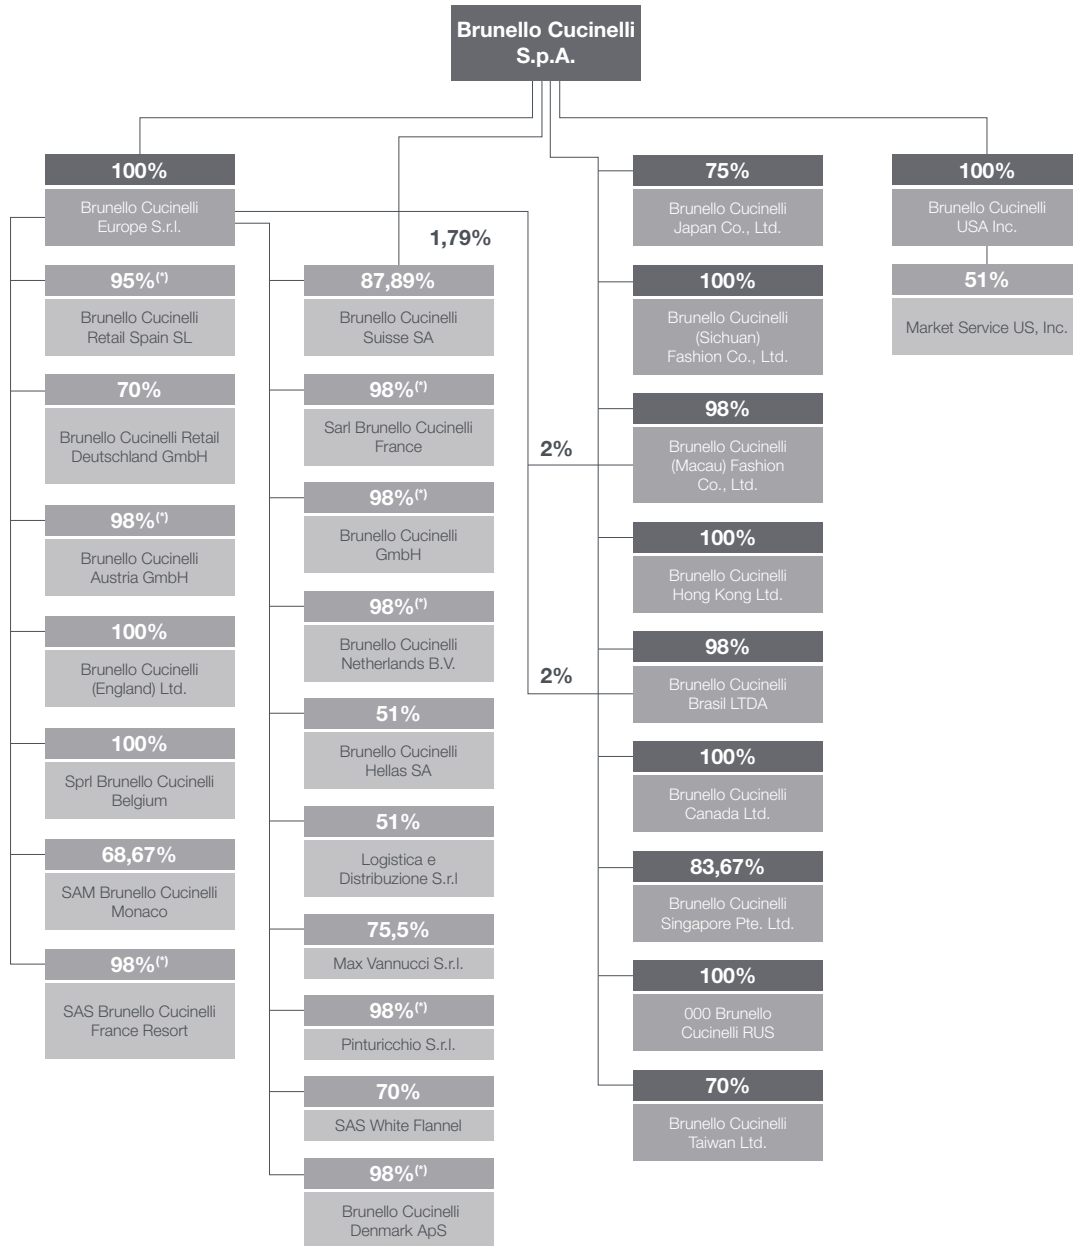 Brunello Cucinelli
S.p.A.
100%
Brunello Cucinelli
Europe S.r.l.
95%(*)
Brunello Cucinelli
Retail Spain SL
70%
Brunello Cucinelli Retail
Deutschland GmbH
98%(*)
Brunello Cucinelli
Austria GmbH
100%
Brunello Cucinelli
(England) Ltd.
100%
Sprl Brunello Cucinelli
Belgium
68,67%
SAM Brunello Cucinelli
Monaco
98%(*)
SAS Brunello Cucinelli
France Resort
1,79%
87,89%
Brunello Cucinelli
Suisse SA
98%(*)
Sarl Brunello Cucinelli
France
98%(*)
Brunello Cucinelli
GmbH
98%(*)
Brunello Cucinelli
Netherlands B.V.
51%
Brunello Cucinelli
Hellas SA
51%
Logistica e
Distribuzione S.r.l
75,5%
Max Vannucci S.r.l.
98%(*)
Pinturicchio S.r.l.
70%
SAS White Flannel
98%(*)
Brunello Cucinelli
Denmark ApS
2%
2%
75%
Brunello Cucinelli
Japan Co., Ltd.
100%
Brunello Cucinelli
(Sichuan)
Fashion Co., Ltd.
98%
Brunello Cucinelli
(Macau) Fashion
Co., Ltd.
100%
Brunello Cucinelli
Hong Kong Ltd.
98%
Brunello Cucinelli
Brasil LTDA
100%
Brunello Cucinelli
Canada Ltd.
83,67%
Brunello Cucinelli
Singapore Pte. Ltd.
100%
000 Brunello
Cucinelli RUS
70%
Brunello Cucinelli
Taiwan Ltd.
100%
Brunello Cucinelli
USA Inc.
51%
Market Service US, Inc.